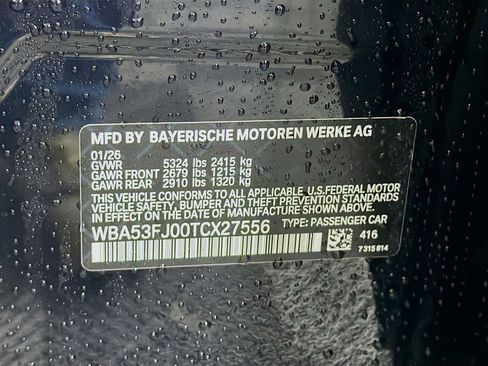 MFD BY BAYERISCHE MOTOREN WERKE AG
01/26
GVWR 5324 lbs 2415 kg
GAWR FRONT 2679 lbs 1215 kg
GAWR REAR 2910 lbs 1320 kg
THIS VEHICLE CONFORMS TO ALL APPLICABLE U.S.FEDERAL MOTOR
VEHICLE SAFETY, BUMPER AND THEFT PREVENTION STANDARDS
IN EFFECT ON THE DATE OF MANUFACTURE SHOWN ABOVE.
WBA53FJ00TCX27556 TYPE: PASSENGER CAR
416
7 315 814